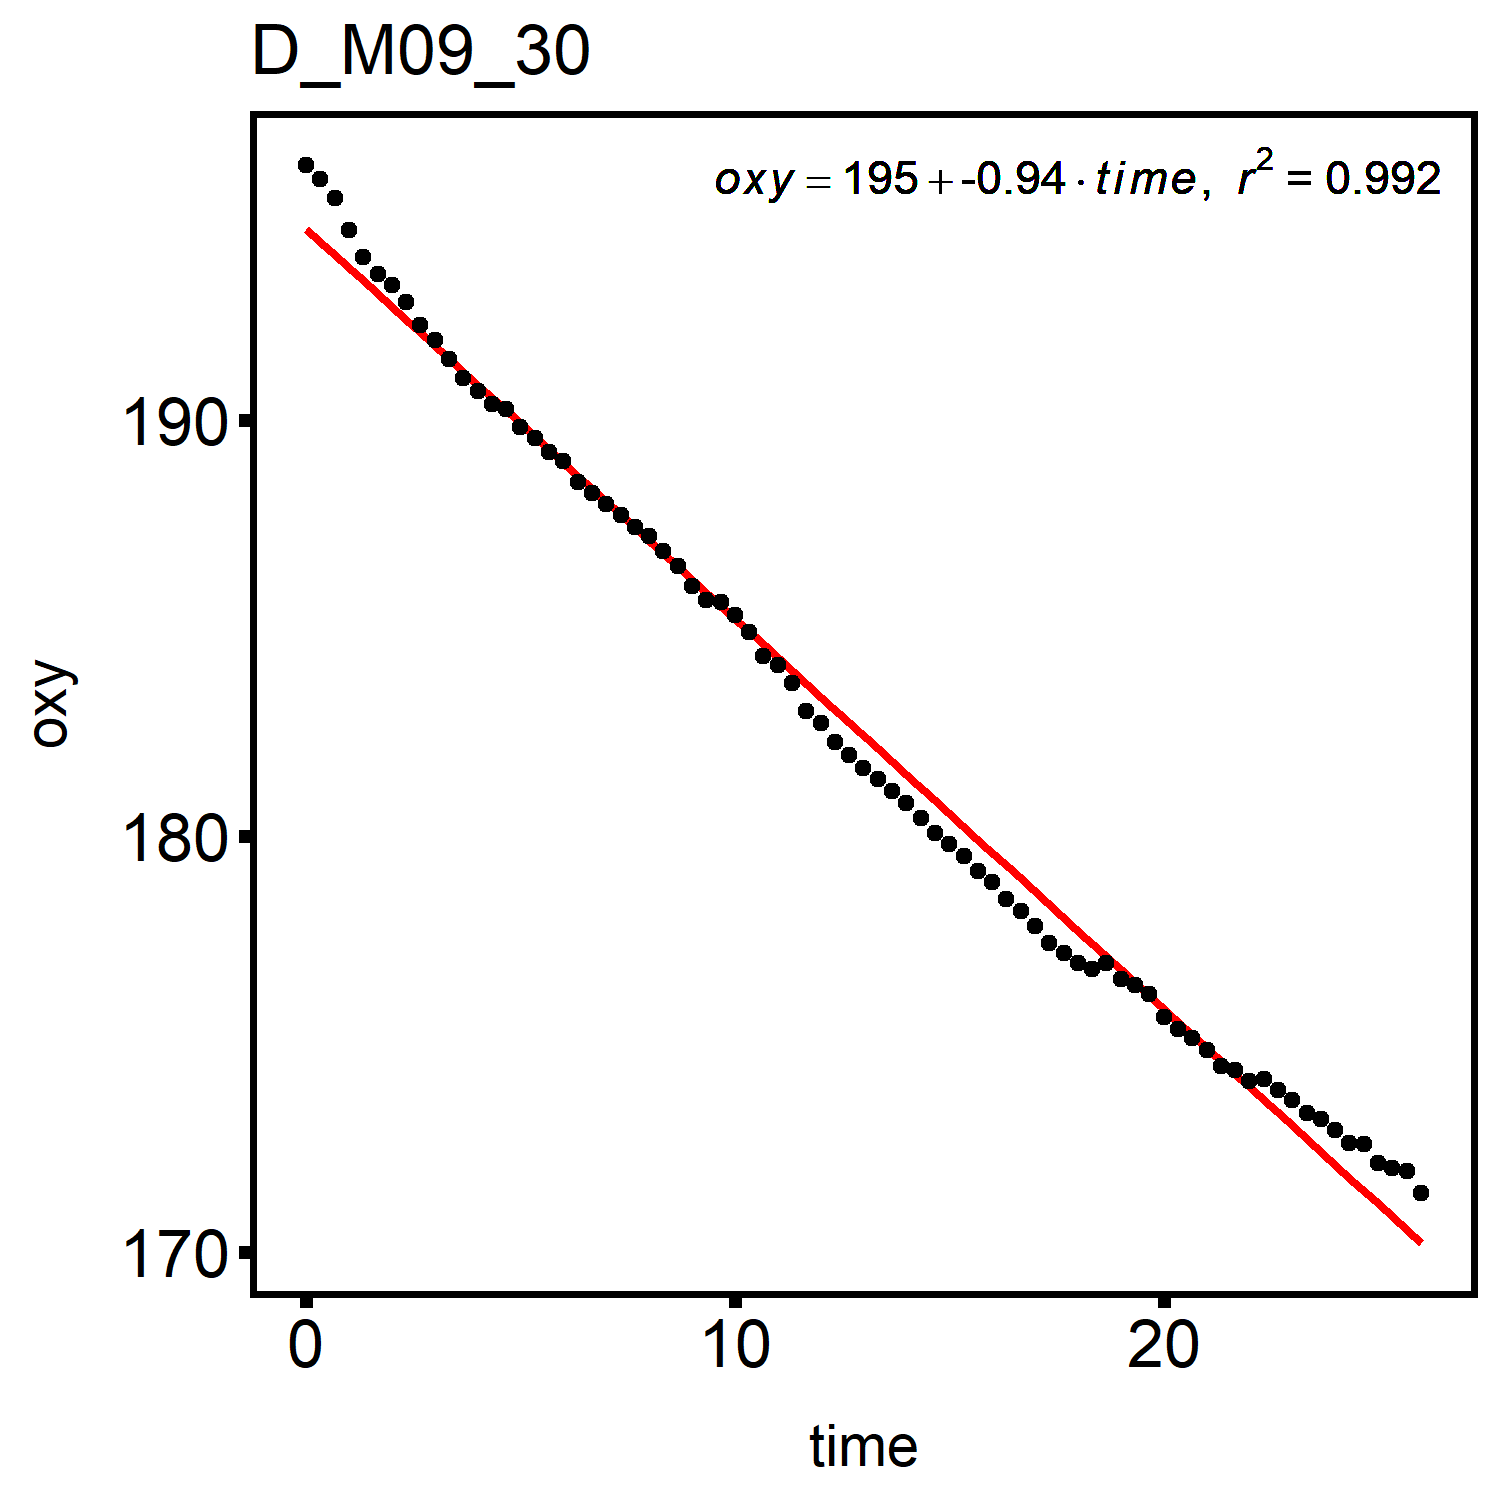 D_M09_30
oxy = 195 + -0.94 · time, r² = 0.992
190
180
170
oxy
0 10 20
time